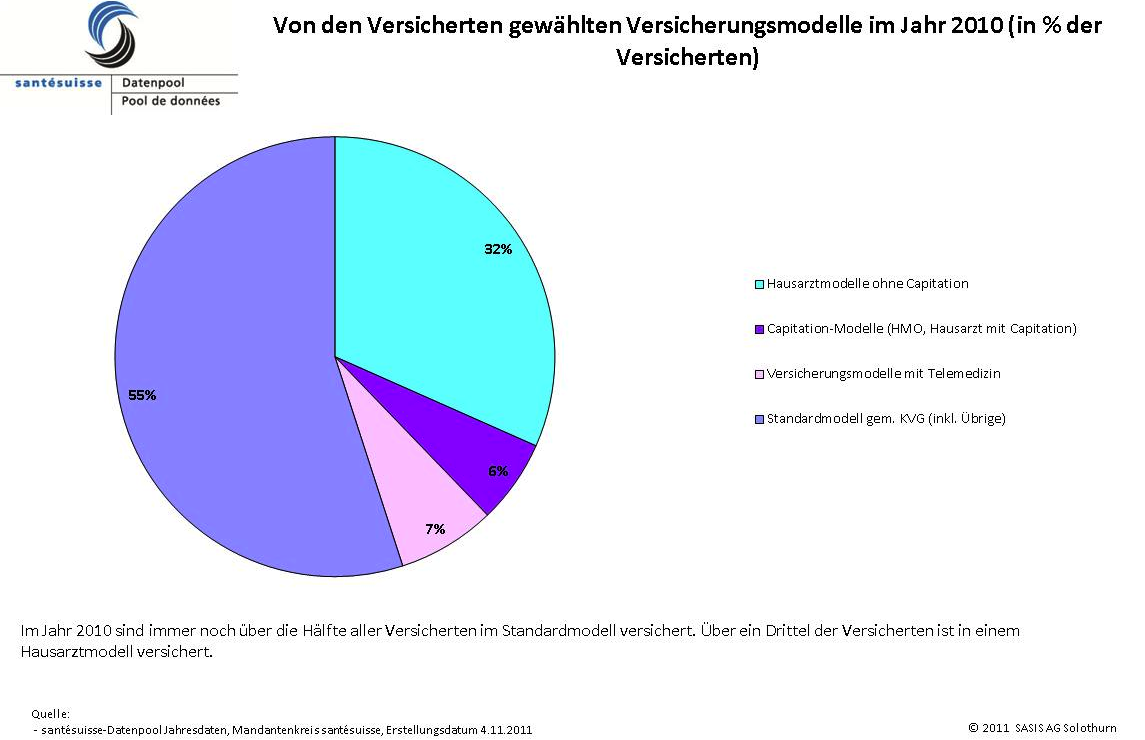 Von den Versicherten gewählten Versicherungsmodelle im Jahr 2010 (in % der
Versicherten)
santésuisse Datenpool
Pool de données
32%
55%
6%
7%
Hausarztmodelle ohne Capitation
Capitation-Modelle (HMO, Hausarzt mit Capitation)
Versicherungsmodelle mit Telemedizin
Standardmodell gem. KVG (inkl. Übrige)
Im Jahr 2010 sind immer noch über die Hälfte aller Versicherten im Standardmodell versichert. Über ein Drittel der Versicherten ist in einem
Hausarztmodell versichert.
Quelle:
- santésuisse-Datenpool Jahresdaten, Mandantenkreis santésuisse, Erstellungsdatum 4.11.2011
© 2011 SASIS AG Solothurn